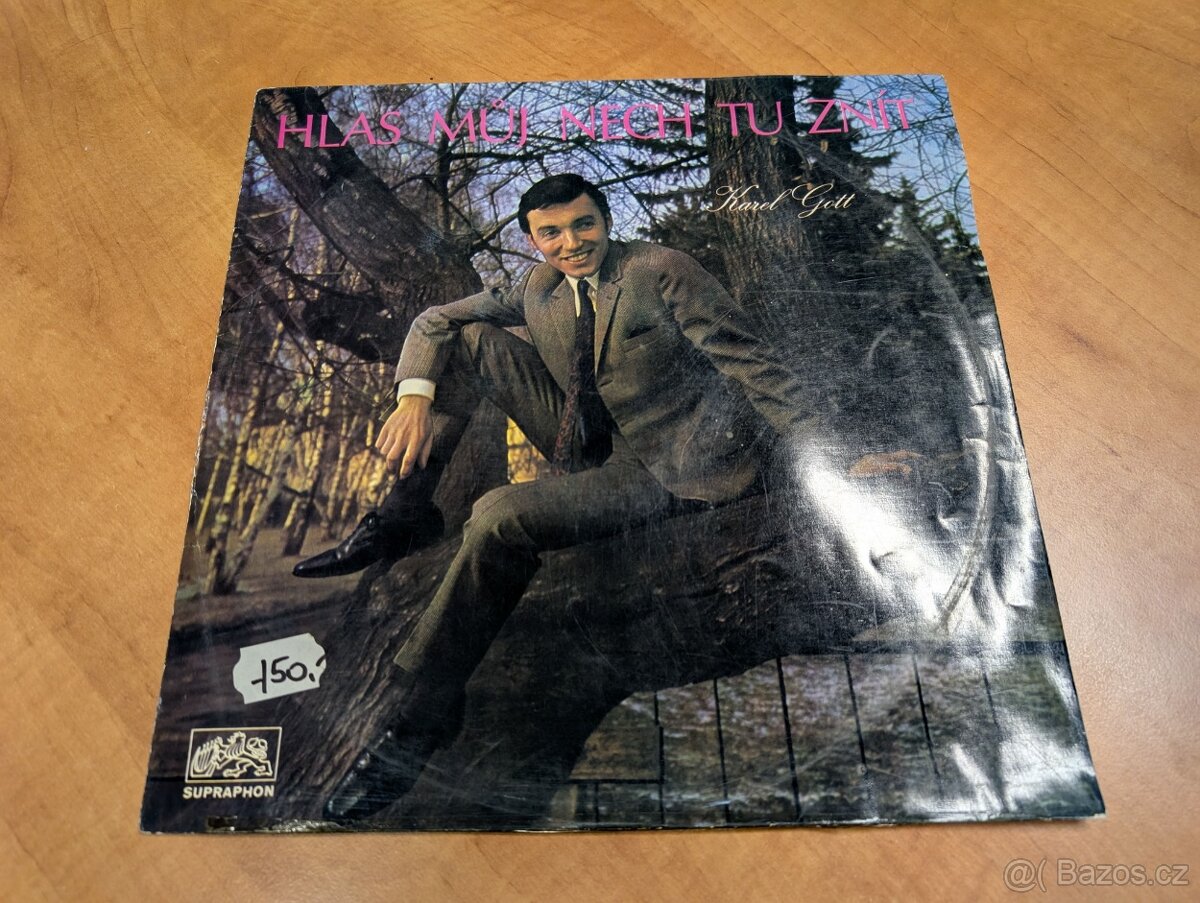 HLAS MŮJ NECH TU ZNÍT
Karel Gott
150.
SUPRAPHON
@( Bazos.cz